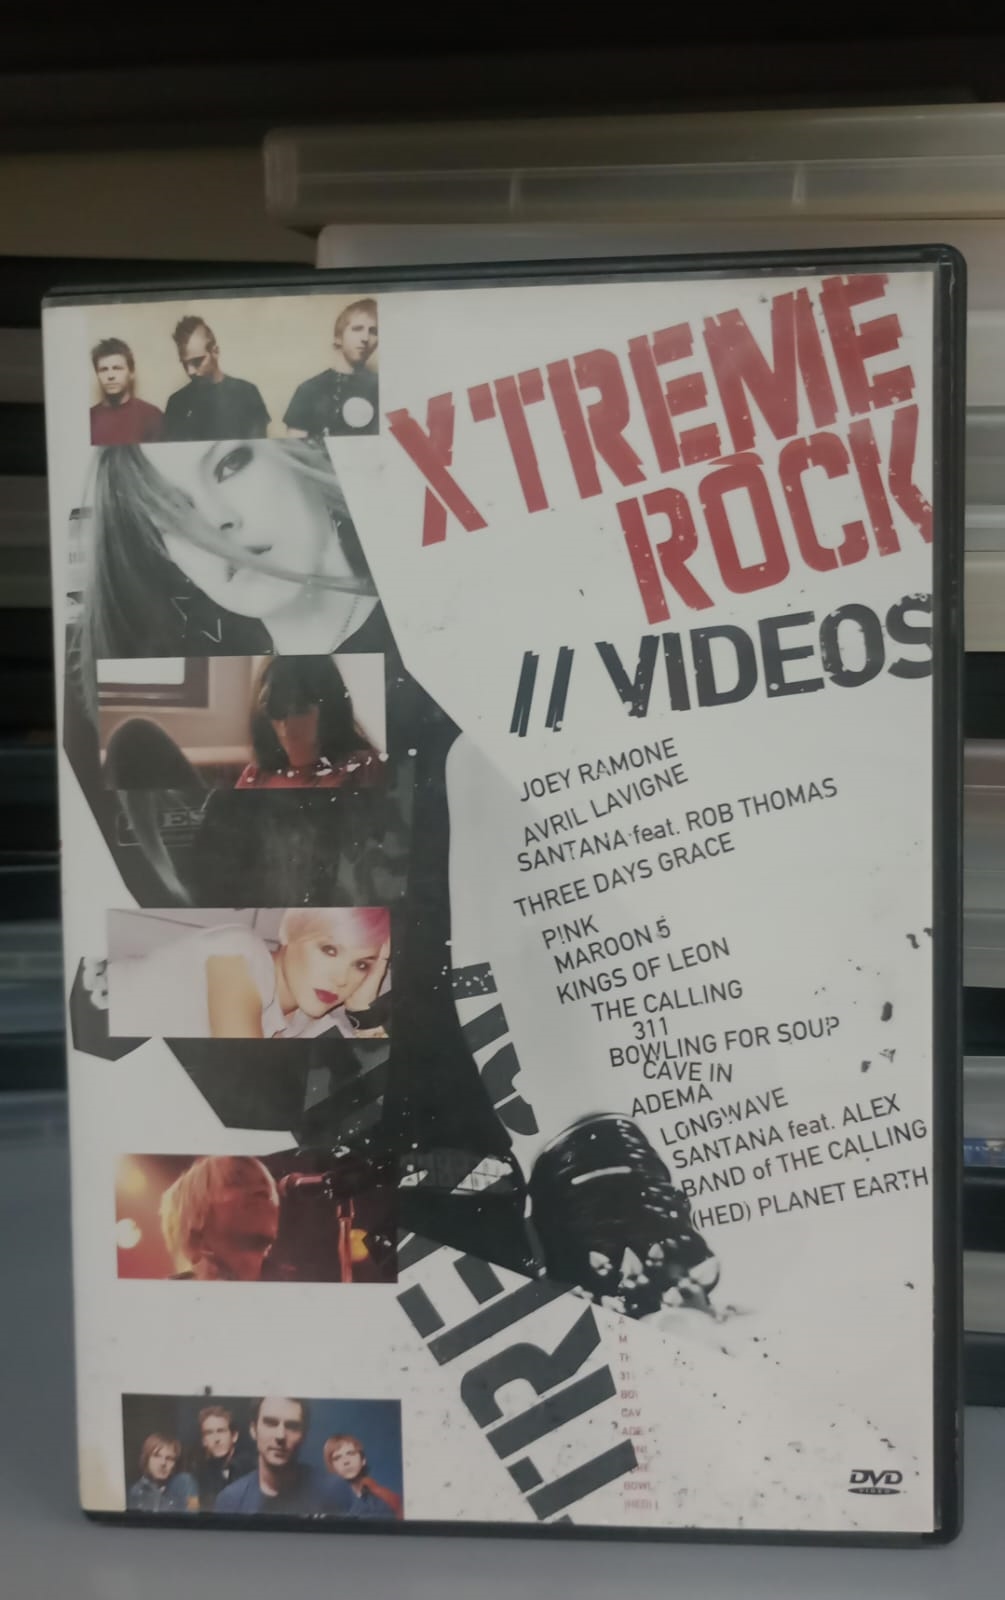 XTREME
ROCK
// VIDEOS
JOEY RAMONE
AVRIL LAVIGNE
SANTANA feat. ROB THOMAS
THREE DAYS GRACE
P!NK
MAROON 5
KINGS OF LEON
THE CALLING
311
BOWLING FOR SOUP
CAVE IN
ADEMA
LONGWAVE
SANTANA feat. ALEX
BAND of THE CALLING
(HED) PLANET EARTH
DVD
VIDEO